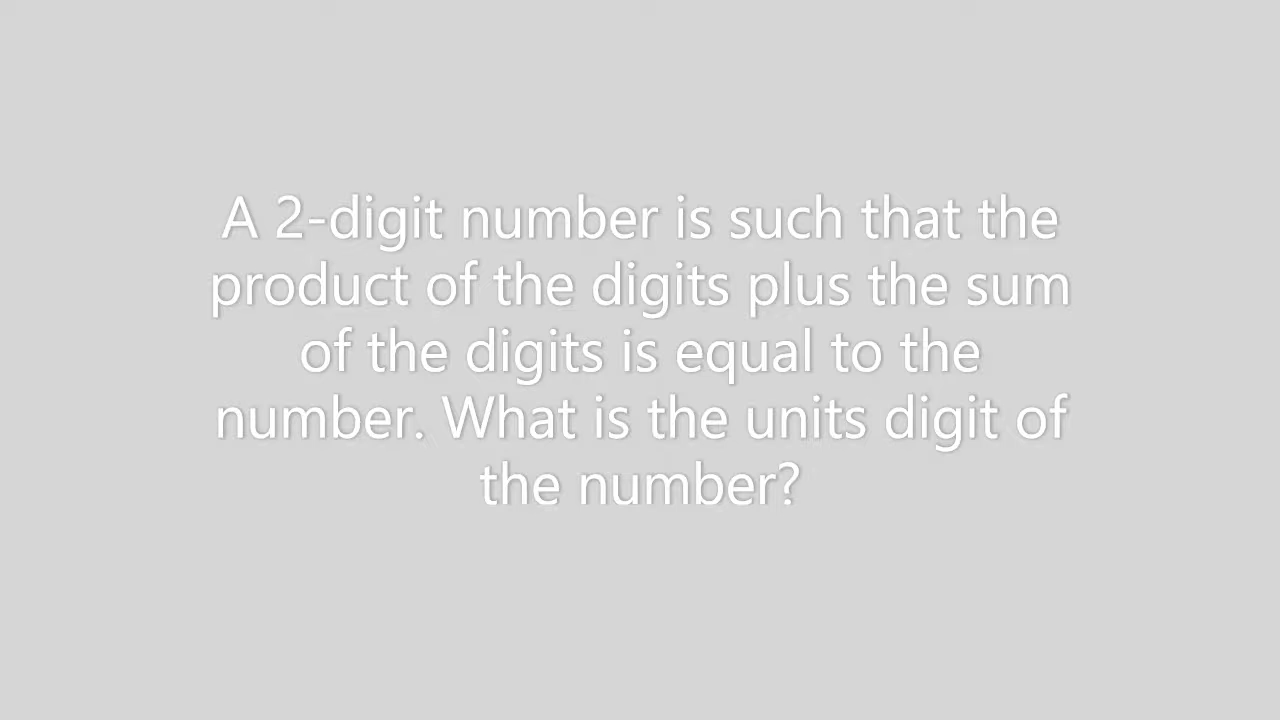 A 2-digit number is such that the
product of the digits plus the sum
of the digits is equal to the
number. What is the units digit of
the number?